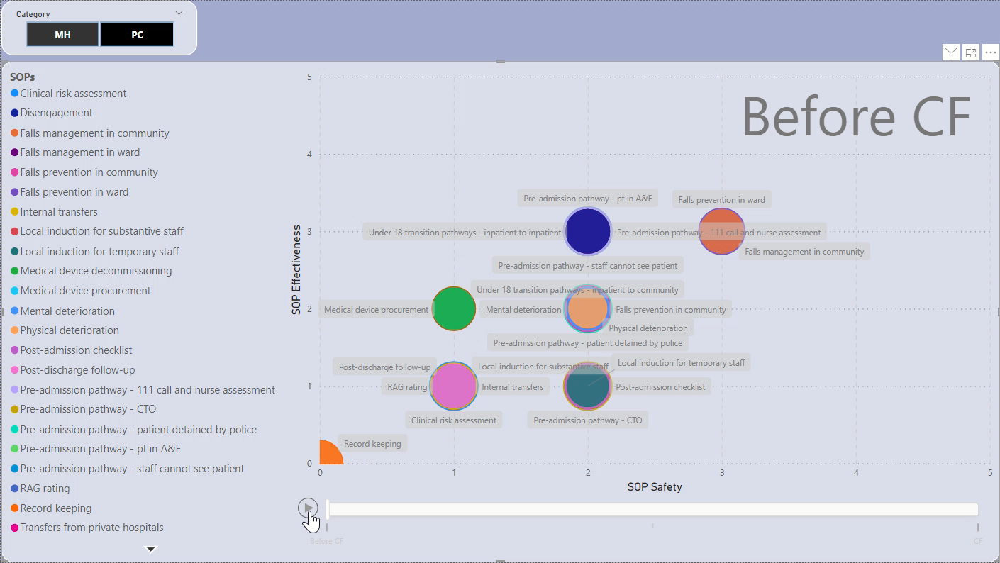 Category
MH
PC
SOPs
Clinical risk assessment
Disengagement
Falls management in community
Falls management in ward
Falls prevention in community
Falls prevention in ward
Internal transfers
Local induction for substantive staff
Local induction for temporary staff
Medical device decommissioning
Medical device procurement
Mental deterioration
Physical deterioration
Post-admission checklist
Post-discharge follow-up
Pre-admission pathway - 111 call and nurse assessment
Pre-admission pathway - CTO
Pre-admission pathway - patient detained by police
Pre-admission pathway - pt in A&E
Pre-admission pathway - staff cannot see patient
RAG rating
Record keeping
Transfers from private hospitals
Before CF
SOP Effectiveness
5
4
3
2
1
0
Pre-admission pathway - pt in A&E
Falls prevention in ward
Under 18 transition pathways - inpatient to inpatient
Pre-admission pathway - 111 call and nurse assessment
Falls management in community
Pre-admission pathway - staff cannot see patient
Under 18 transition pathways - inpatient to community
Medical device procurement
Mental deterioration
Falls prevention in community
Physical deterioration
Pre-admission pathway - patient detained by police
Post-discharge follow-up
Local induction for substantive staff
Local induction for temporary staff
RAG rating
Internal transfers
Post-admission checklist
Clinical risk assessment
Pre-admission pathway - CTO
Record keeping
0
1
2
3
4
5
SOP Safety
Before CF
CF